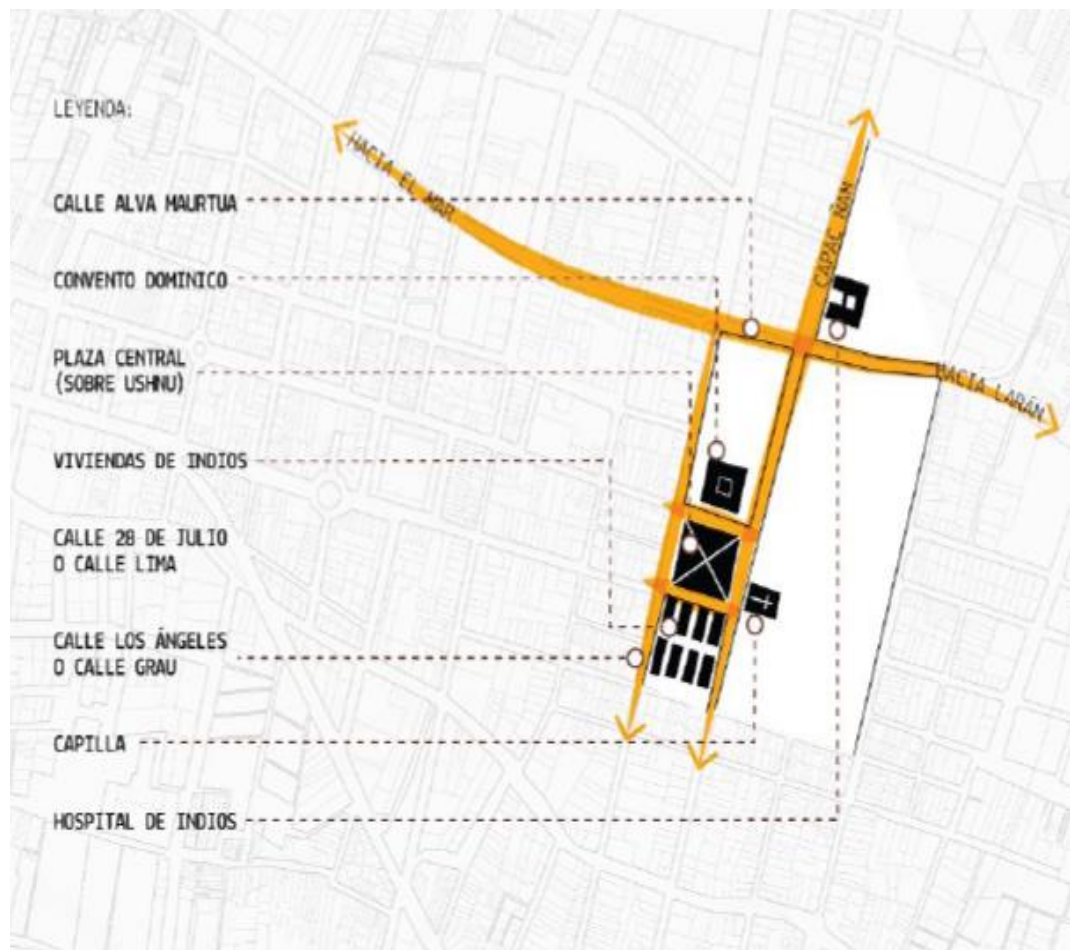 LEYENDA:
HACIA EL MAR
CAPAC ÑAN
CALLE ALVA MAURTUA
CONVENTO DOMINICO
PLAZA CENTRAL
(SOBRE USHNU)
HACIA LARÁN
VIVIENDAS DE INDIOS
CALLE 28 DE JULIO
O CALLE LIMA
CALLE LOS ÁNGELES
O CALLE GRAU
CAPILLA
HOSPITAL DE INDIOS